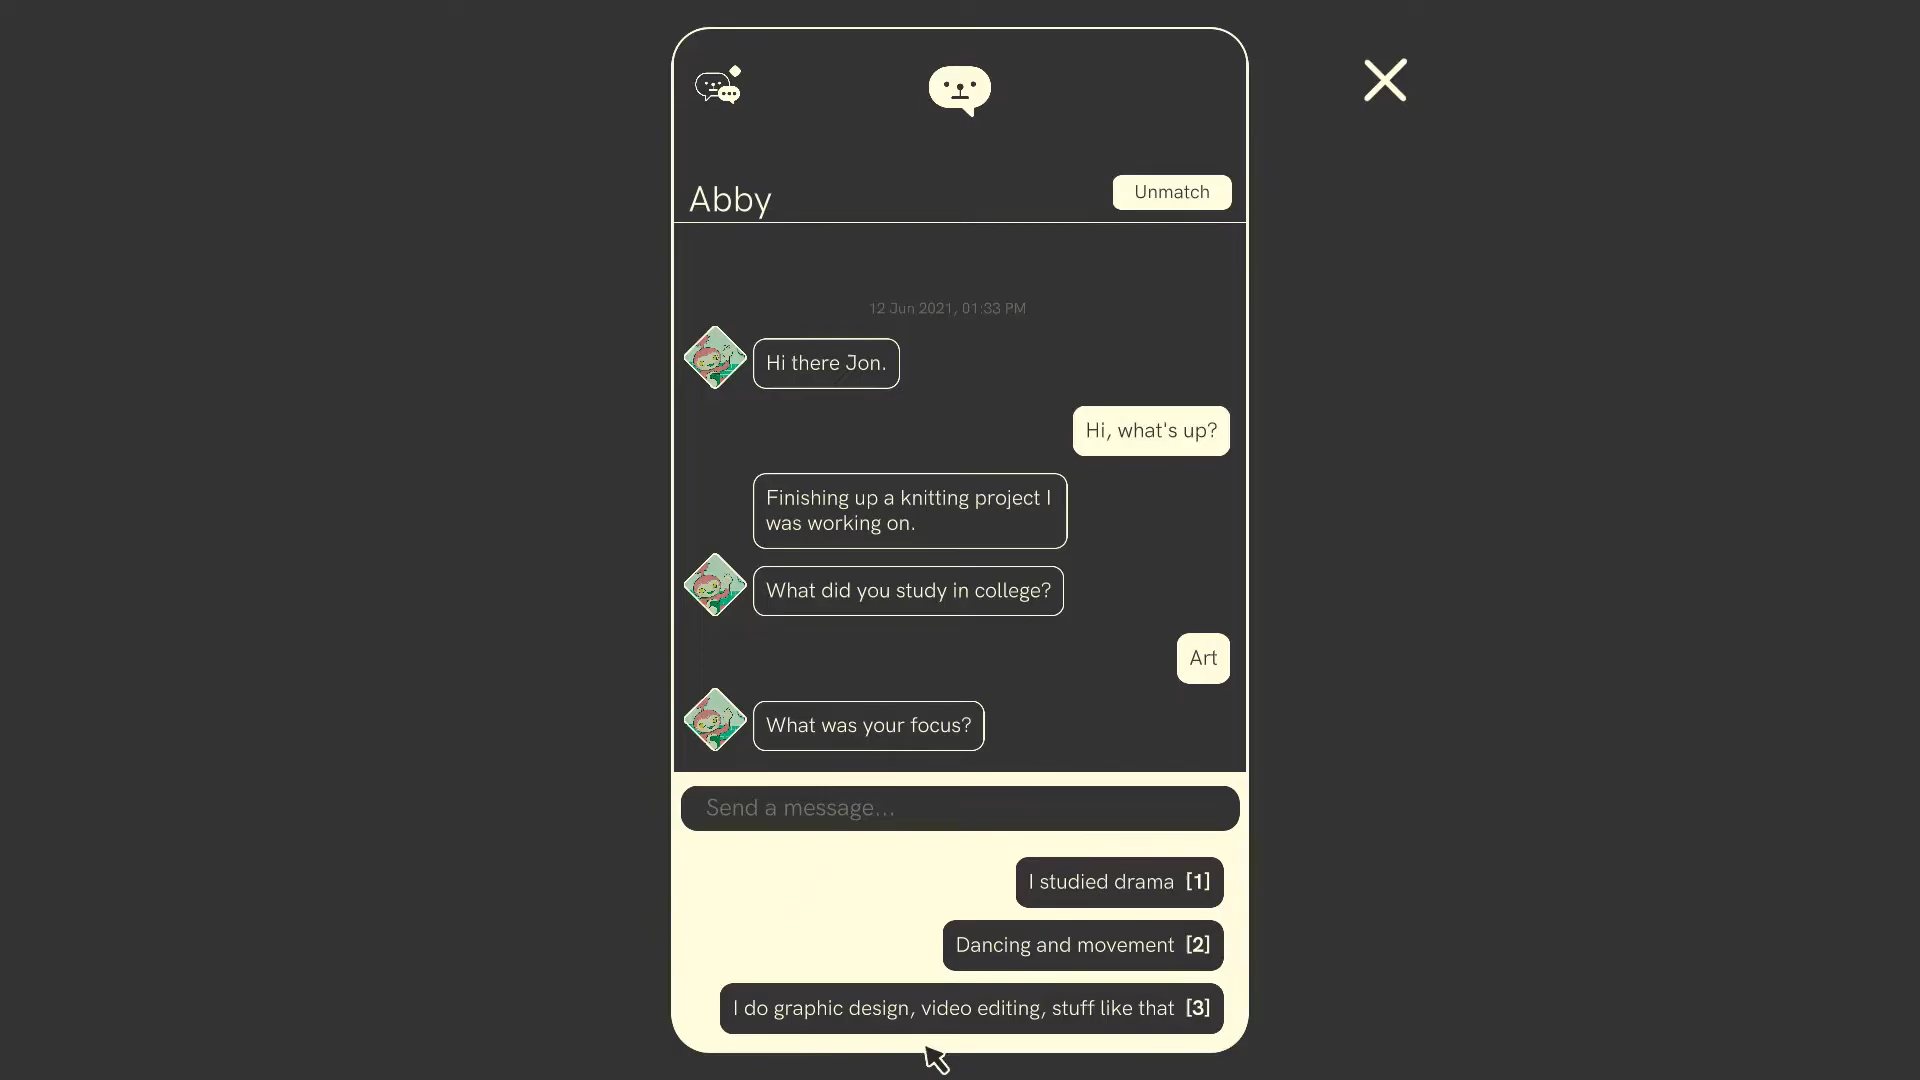 Abby
Unmatch
12 Jun 2021, 01:33 PM
Hi there Jon.
Hi, what's up?
Finishing up a knitting project I
was working on.
What did you study in college?
Art
What was your focus?
Send a message...
I studied drama [1]
Dancing and movement [2]
I do graphic design, video editing, stuff like that [3]